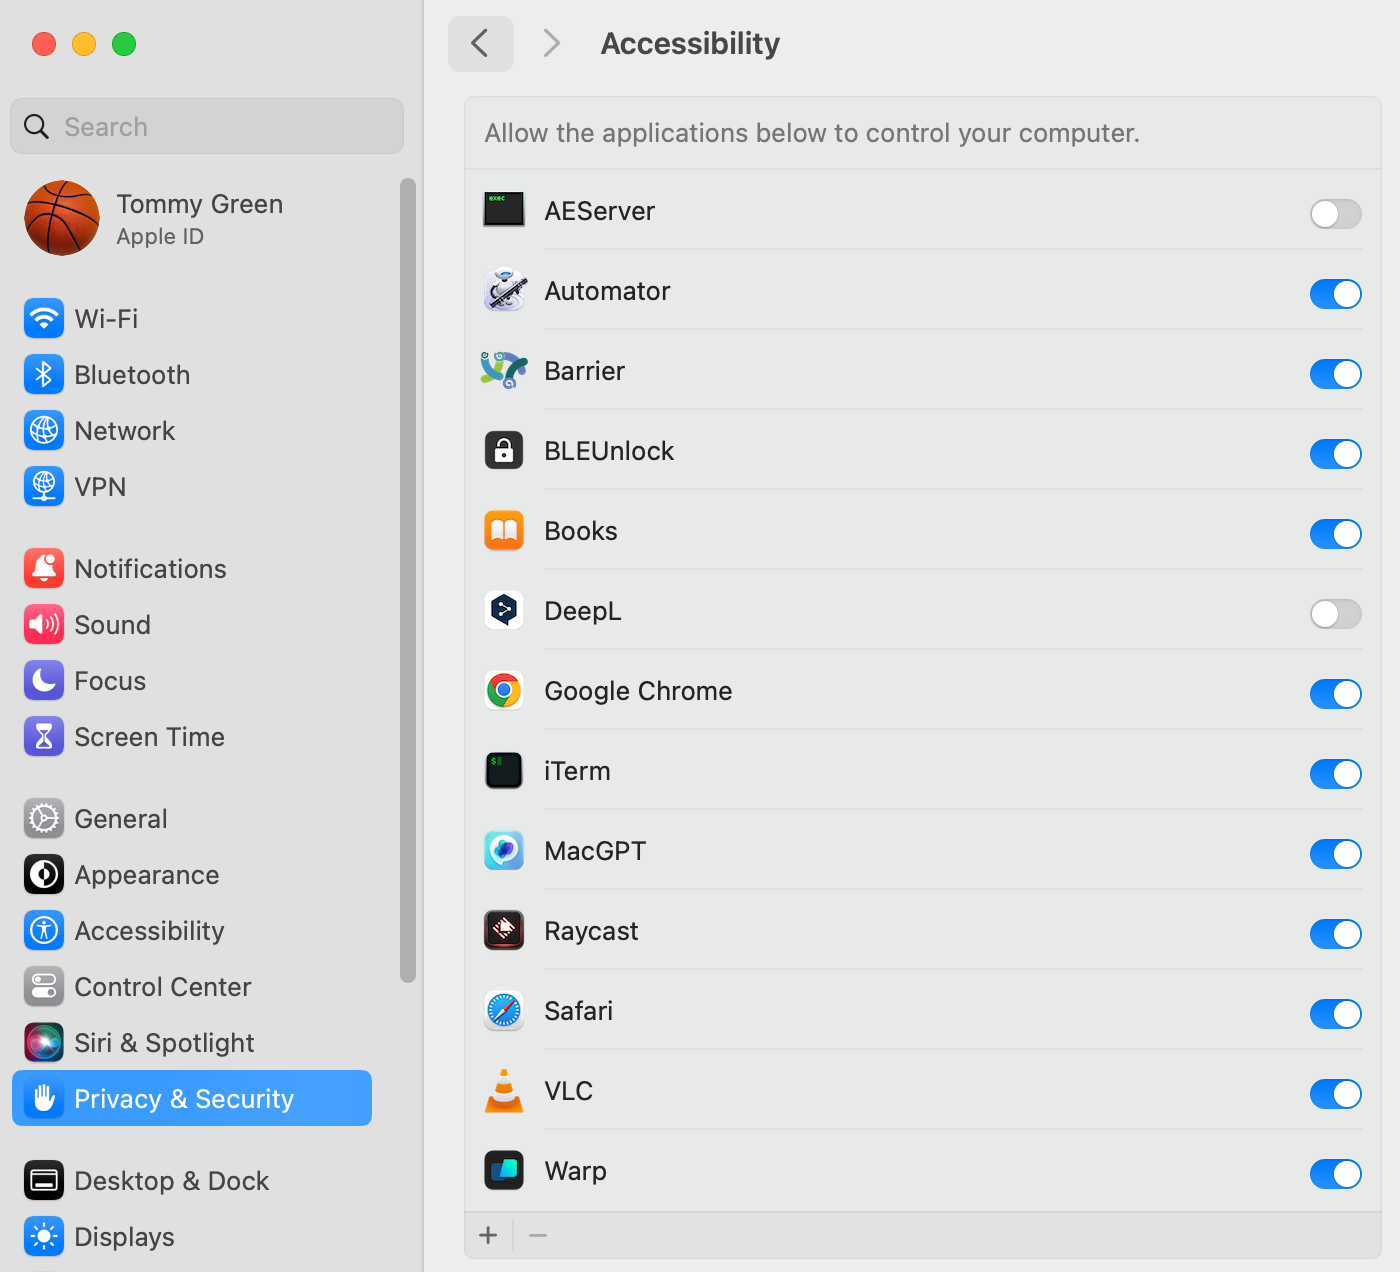 Accessibility
Search
Tommy Green
Apple ID
Wi-Fi
Bluetooth
Network
VPN
Notifications
Sound
Focus
Screen Time
General
Appearance
Accessibility
Control Center
Siri & Spotlight
Privacy & Security
Desktop & Dock
Displays
Allow the applications below to control your computer.
exec
AEServer
Automator
Barrier
BLEUnlock
Books
DeepL
Google Chrome
$
iTerm
MacGPT
Raycast
Safari
VLC
Warp